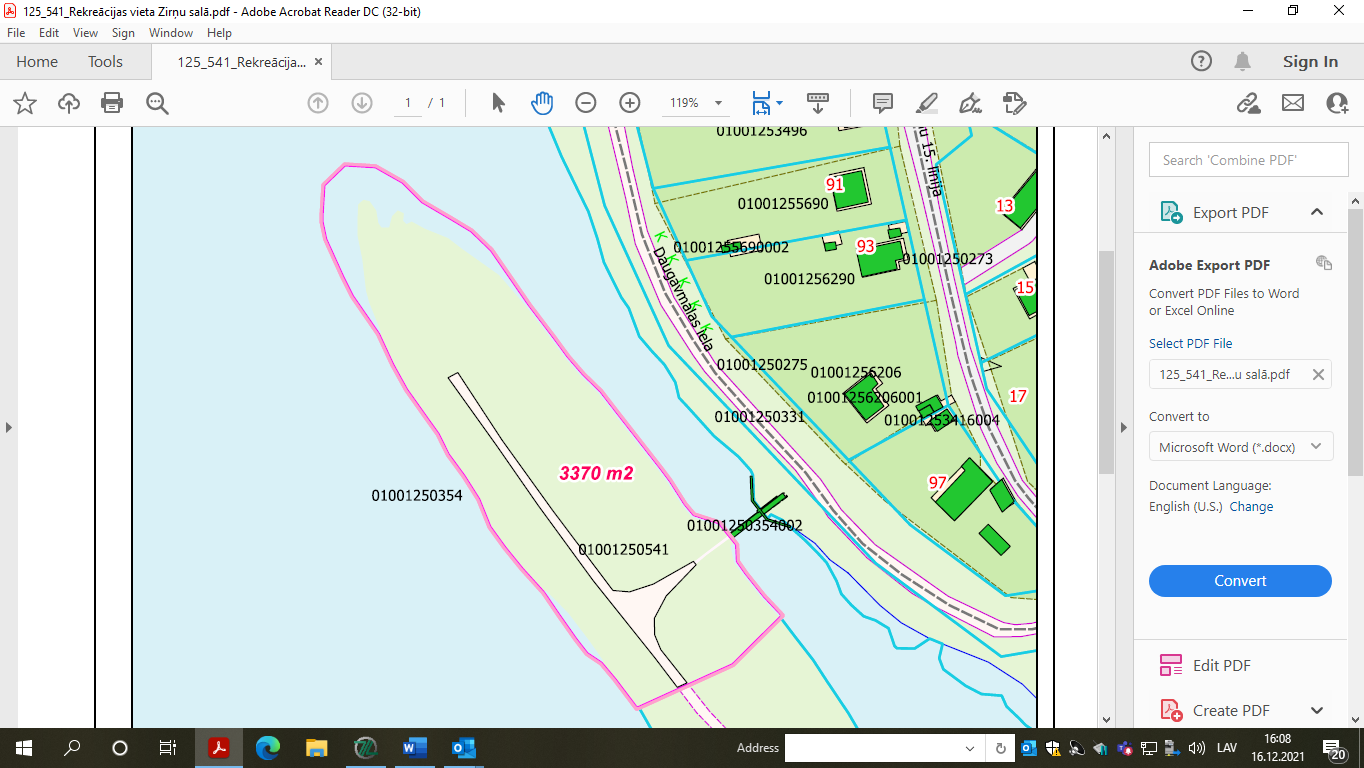 125_541_Rekreācijas vieta Zirņu salā.pdf - Adobe Acrobat Reader DC (32-bit)
File Edit View Sign Window Help
Home Tools 125_541_Rekreācija... Sign In
1 / 1 119%
Search 'Combine PDF'
Export PDF
Adobe Export PDF
Convert PDF Files to Word
or Excel Online
Select PDF File
125_541_Re...u salā.pdf
Convert to
Microsoft Word (*.docx)
Document Language:
English (U.S.) Change
Convert
Edit PDF
Create PDF
01001253496
15. līnija
91
01001255690
13
01001255690002
93
01001250273
01001256290
15
K K K K K
Daugavmalas iela
01001250275
01001256206
01001256206001
17
01001250331
01001253416004
3370 m2
97
01001250354
01001250354002
01001250541
Address
LAV
16:08
16.12.2021
20